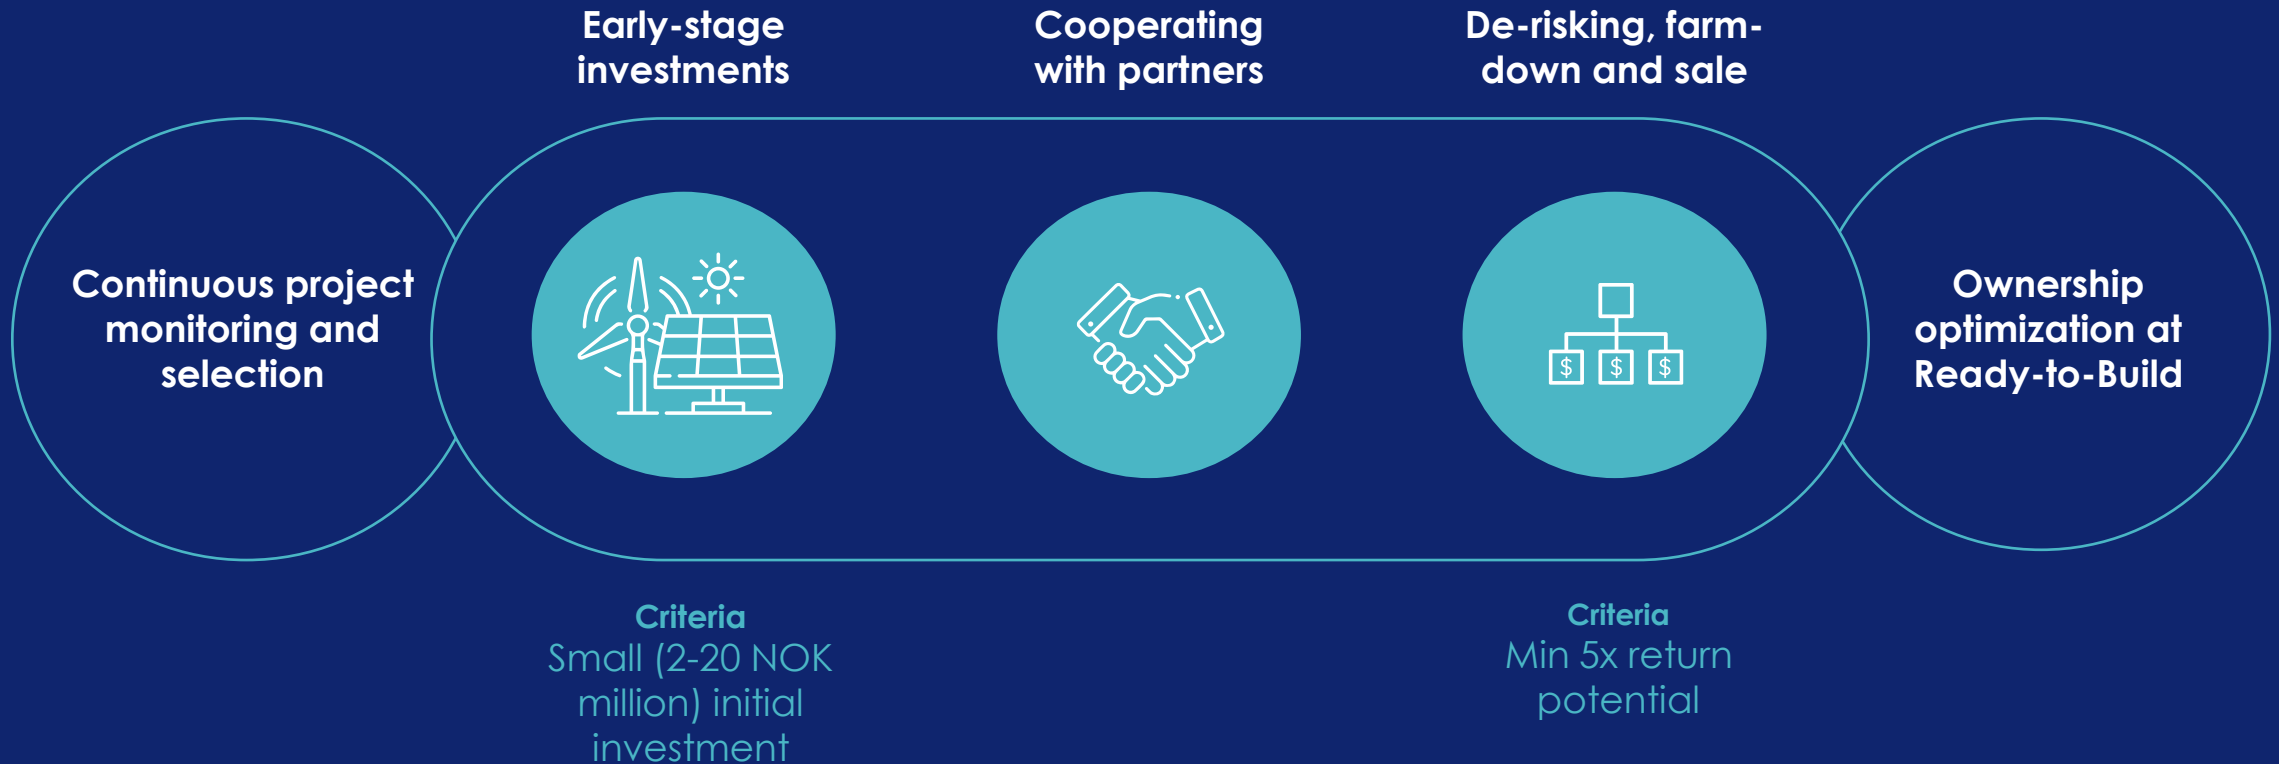 Early-stage
investments
Cooperating
with partners
De-risking, farm-
down and sale
Continuous project
monitoring and
selection
Ownership
optimization at
Ready-to-Build
$ $ $
Criteria
Small (2-20 NOK
million) initial
investment
Criteria
Min 5x return
potential